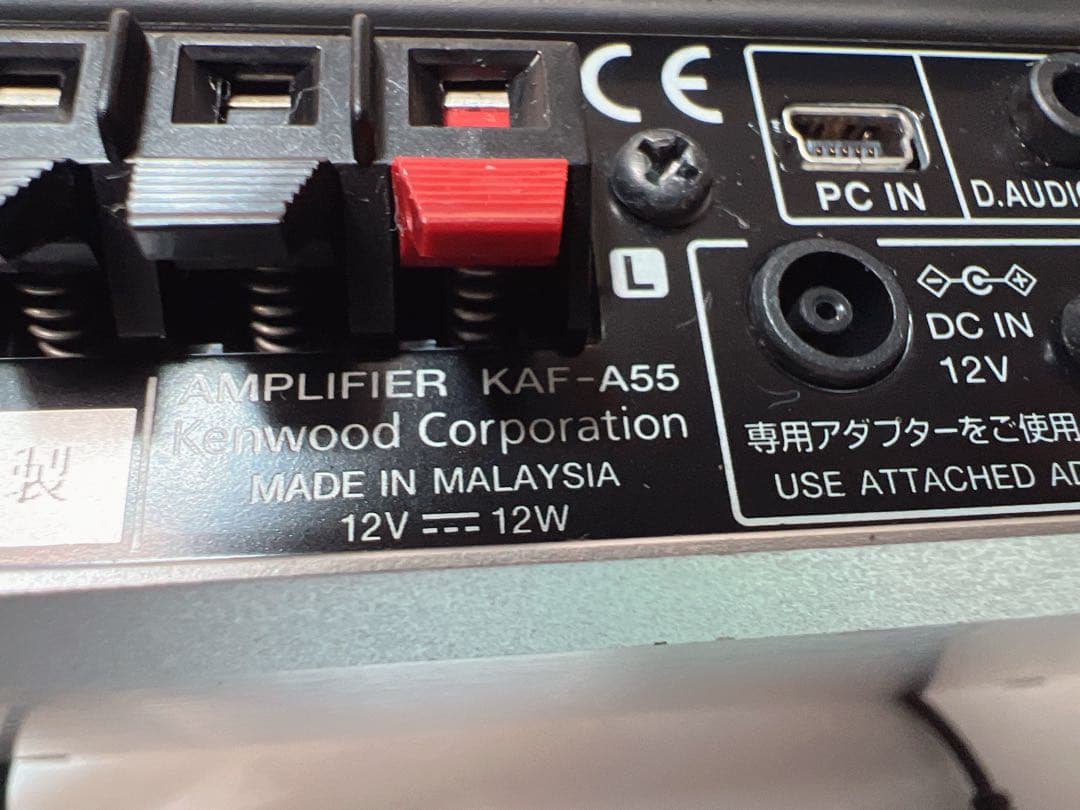 CE
PC IN
D.AUDIO
L
DC IN
12V
専用アダプターをご使用
USE ATTACHED AD
AMPLIFIER KAF-A55
Kenwood Corporation
MADE IN MALAYSIA
12V ⎓ 12W
製